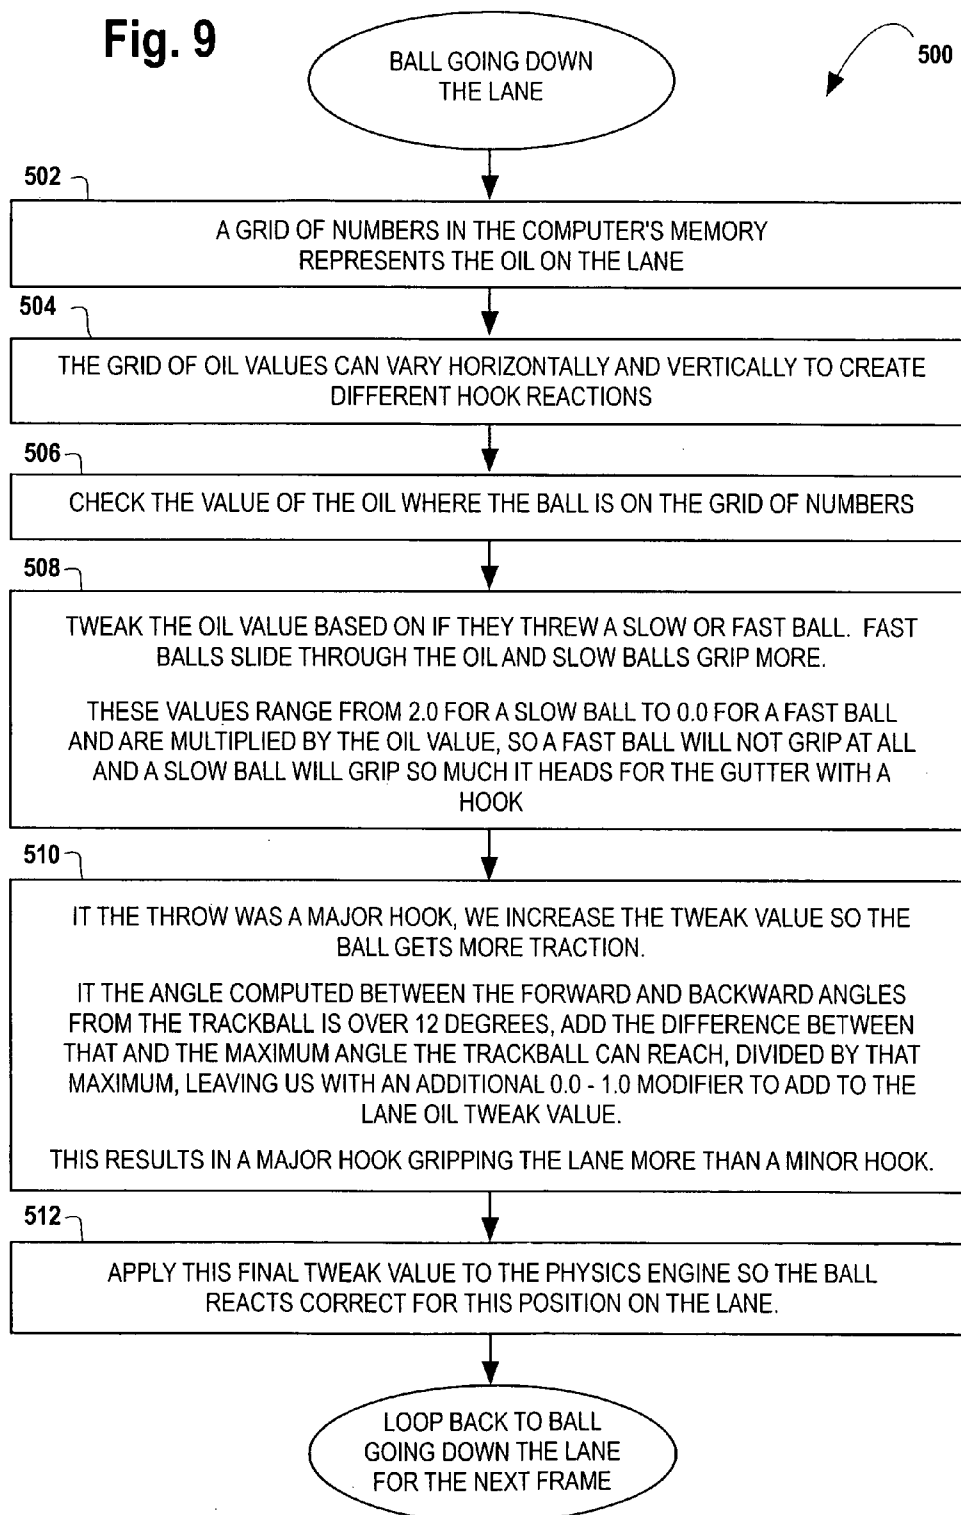 Fig. 9
500
BALL GOING DOWN
THE LANE
502
A GRID OF NUMBERS IN THE COMPUTER'S MEMORY
REPRESENTS THE OIL ON THE LANE
504
THE GRID OF OIL VALUES CAN VARY HORIZONTALLY AND VERTICALLY TO CREATE
DIFFERENT HOOK REACTIONS
506
CHECK THE VALUE OF THE OIL WHERE THE BALL IS ON THE GRID OF NUMBERS
508
TWEAK THE OIL VALUE BASED ON IF THEY THREW A SLOW OR FAST BALL. FAST
BALLS SLIDE THROUGH THE OIL AND SLOW BALLS GRIP MORE.
THESE VALUES RANGE FROM 2.0 FOR A SLOW BALL TO 0.0 FOR A FAST BALL
AND ARE MULTIPLIED BY THE OIL VALUE, SO A FAST BALL WILL NOT GRIP AT ALL
AND A SLOW BALL WILL GRIP SO MUCH IT HEADS FOR THE GUTTER WITH A
HOOK
510
IT THE THROW WAS A MAJOR HOOK, WE INCREASE THE TWEAK VALUE SO THE
BALL GETS MORE TRACTION.
IT THE ANGLE COMPUTED BETWEEN THE FORWARD AND BACKWARD ANGLES
FROM THE TRACKBALL IS OVER 12 DEGREES, ADD THE DIFFERENCE BETWEEN
THAT AND THE MAXIMUM ANGLE THE TRACKBALL CAN REACH, DIVIDED BY THAT
MAXIMUM, LEAVING US WITH AN ADDITIONAL 0.0 - 1.0 MODIFIER TO ADD TO THE
LANE OIL TWEAK VALUE.
THIS RESULTS IN A MAJOR HOOK GRIPPING THE LANE MORE THAN A MINOR HOOK.
512
APPLY THIS FINAL TWEAK VALUE TO THE PHYSICS ENGINE SO THE BALL
REACTS CORRECT FOR THIS POSITION ON THE LANE.
LOOP BACK TO BALL
GOING DOWN THE LANE
FOR THE NEXT FRAME